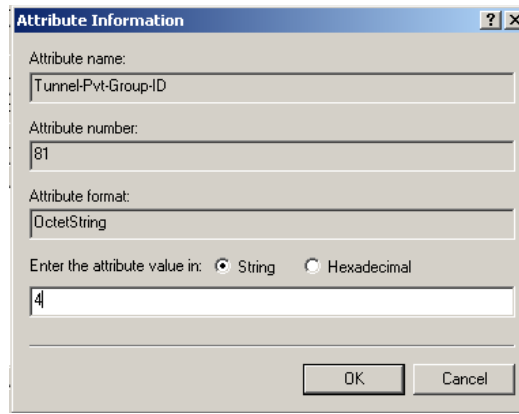 Attribute Information
Attribute name:
Tunnel-Pvt-Group-ID
Attribute number:
81
Attribute format:
OctetString
Enter the attribute value in: String Hexadecimal
4
OK Cancel